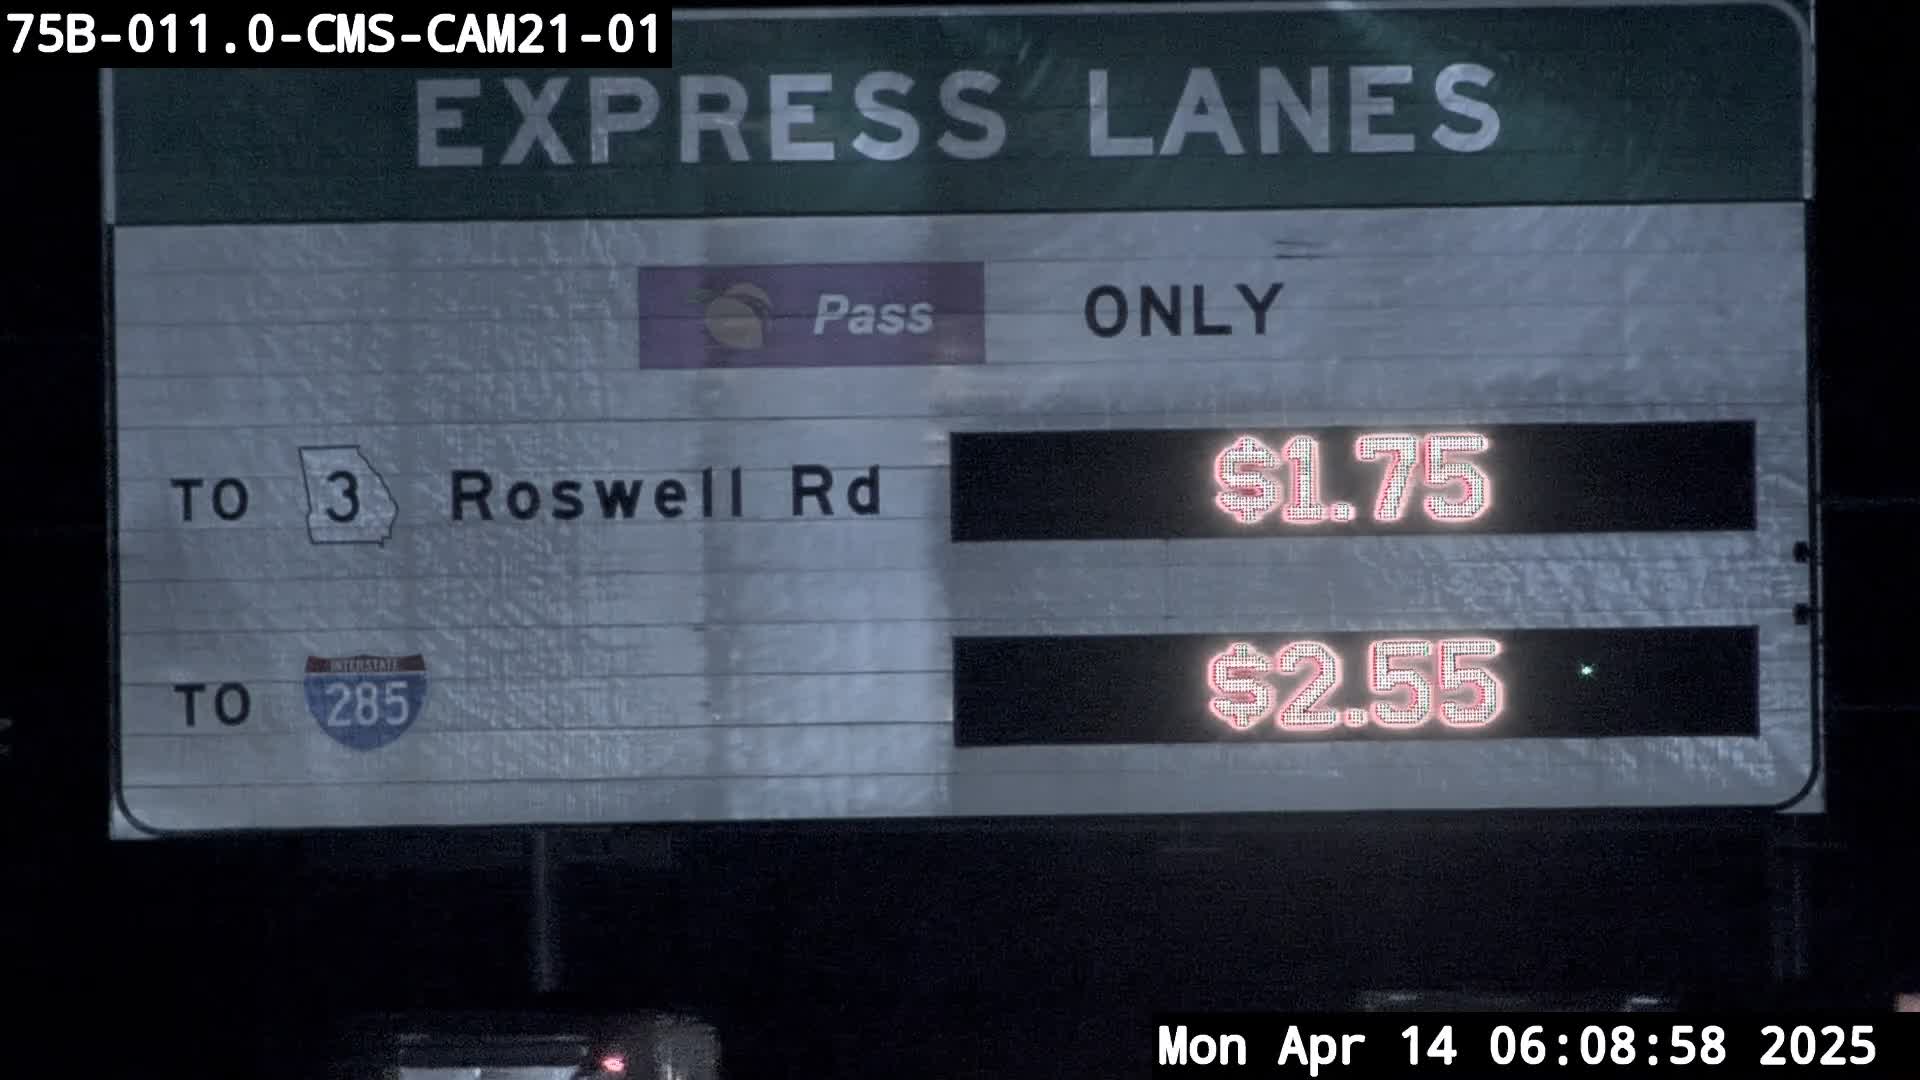 75B-011.0-CMS-CAM21-01
EXPRESS LANES
Pass ONLY
TO 3 Roswell Rd $1.75
TO INTERSTATE 285 $2.55
Mon Apr 14 06:08:58 2025